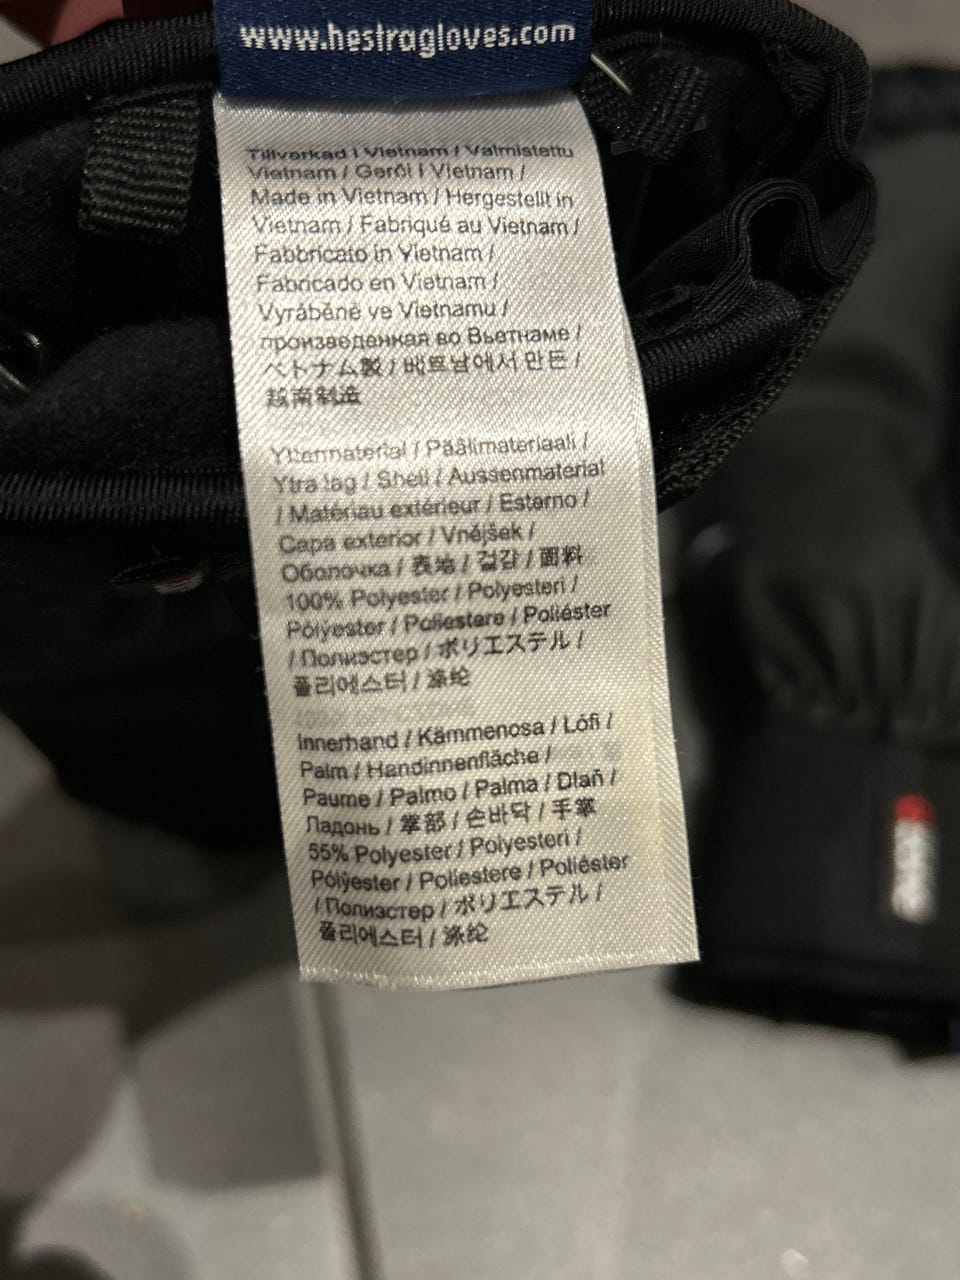 www.hestragloves.com
Tillverkad i Vietnam / Valmistettu
Vietnam / Geról i Vietnam /
Made in Vietnam / Hergestellt in
Vietnam / Fabriqué au Vietnam /
Fabbricato in Vietnam /
Fabricado en Vietnam /
Vyráběné ve Vietnamu /
произведенная во Вьетнаме /
ベトナム製 / 베트남에서 만든 /
越南制造
Yttermaterial / Päälimateriaali /
Ytra lag / Shell / Aussenmaterial
/ Matériau extérieur / Esterno /
Capa exterior / Vnějšek /
Оболочка / 表地 / 겉감 / 面料
100% Polyester / Polyesteri /
Pólýester / Poliestere / Poliéster
/ Полиэстер / ポリエステル /
폴리에스터 / 涤纶
Innerhand / Kämmenosa / Lófi /
Palm / Handinnenfläche /
Paume / Palmo / Palma / Dlaň /
Ладонь / 掌部 / 손바닥 / 手掌
55% Polyester / Polyesteri /
Pólýester / Poliestere / Poliéster
/ Полиэстер / ポリエステル /
폴리에스터 / 涤纶